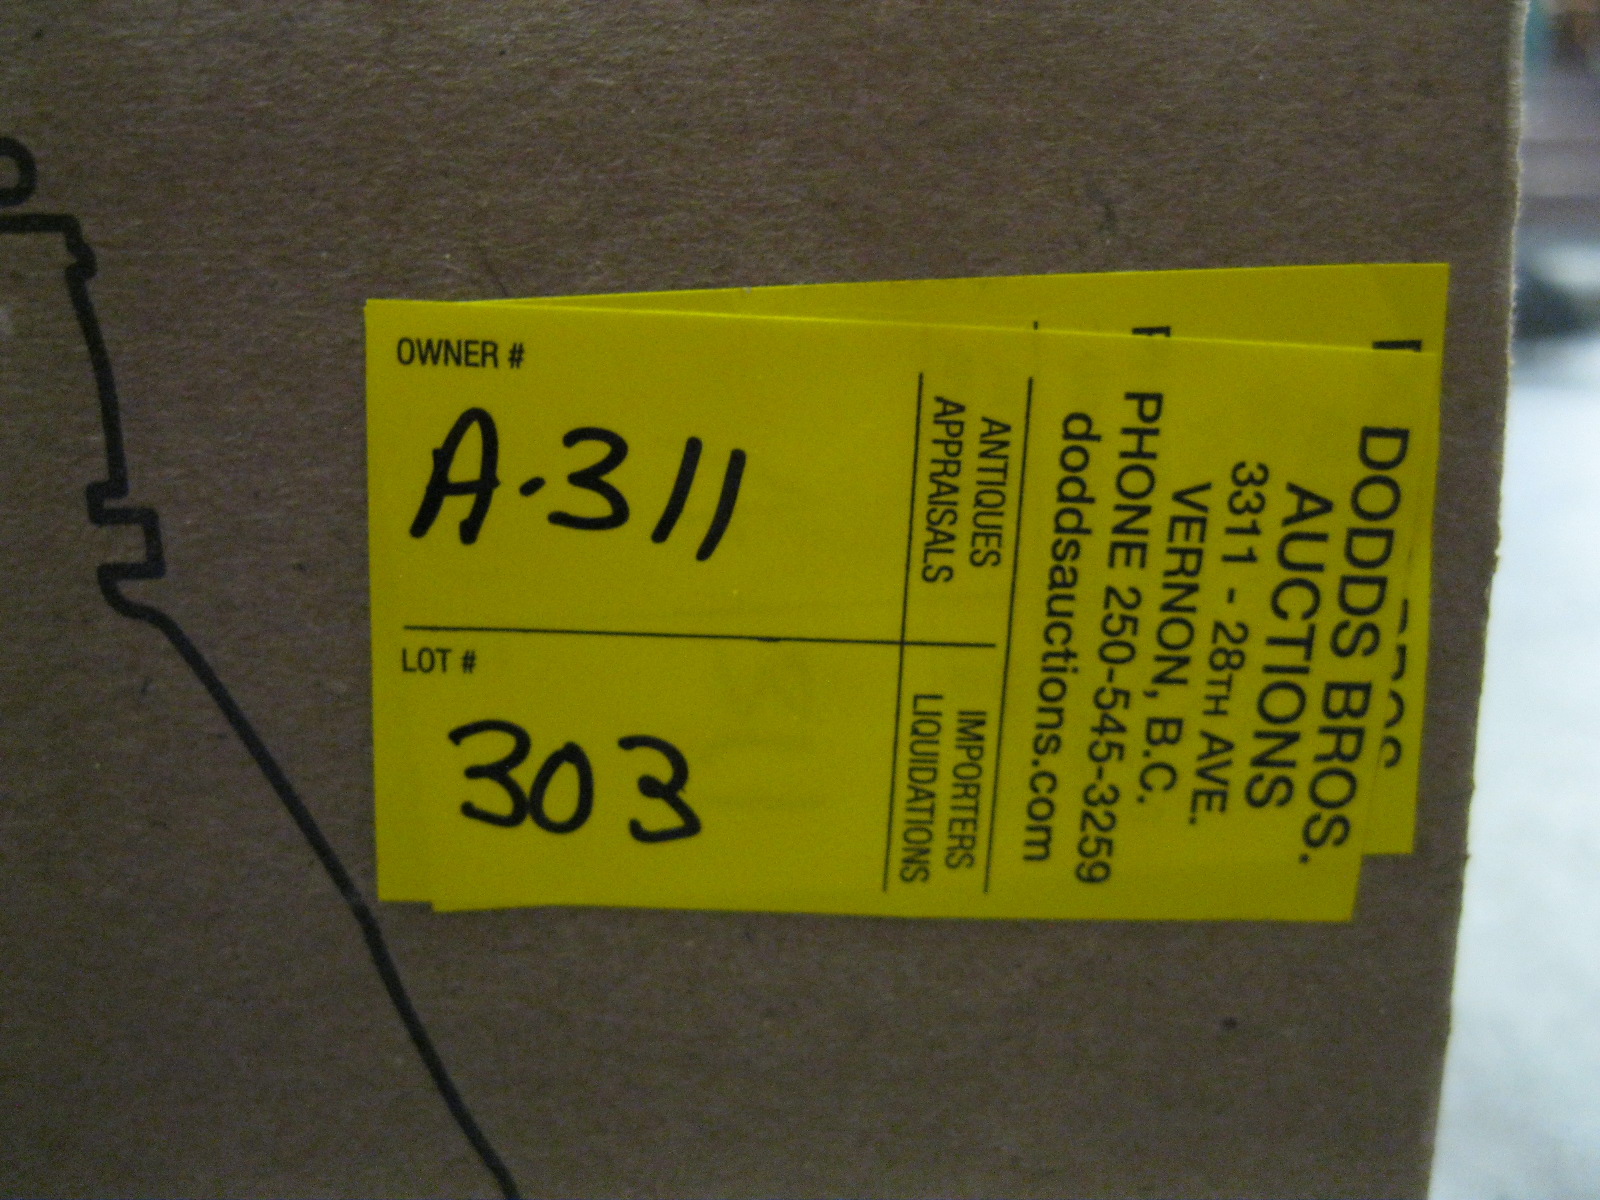 OWNER #
A-311
LOT #
303
DODDS BROS.
AUCTIONS
3311 - 28TH AVE.
VERNON, B.C.
PHONE 250-545-3259
doddsauctions.com
ANTIQUES
APPRAISALS
IMPORTERS
LIQUIDATIONS